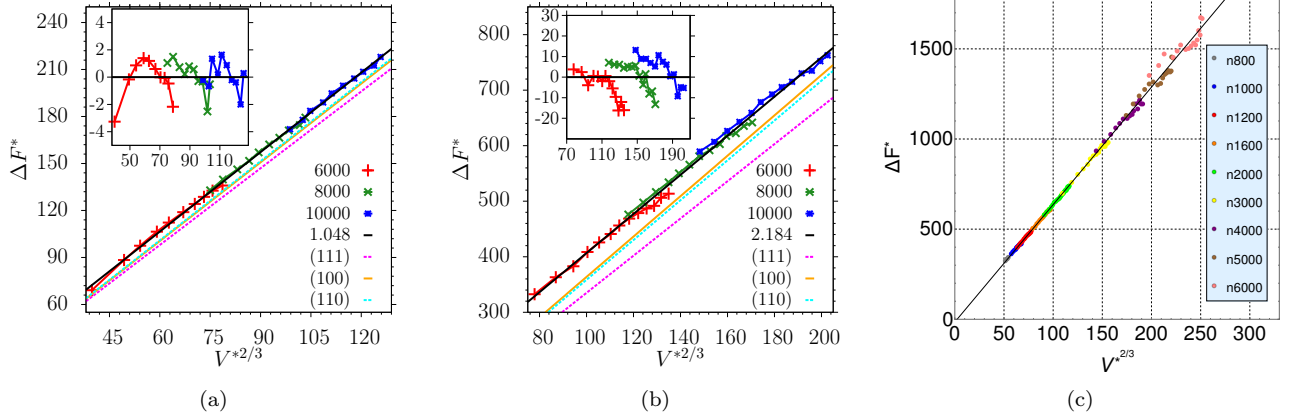 240
210
180
150
120
90
60
ΔF*
4
2
0
-2
-4
50 70 90 110
6000
8000
10000
1.048
(111)
(100)
(110)
45 60 75 90 105 120
V*2/3
(a)
800
700
600
500
400
300
ΔF*
30
20
10
0
-10
-20
70 110 150 190
6000
8000
10000
2.184
(111)
(100)
(110)
80 100 120 140 160 180 200
V*2/3
(b)
1500
1000
500
0
ΔF*
n800
n1000
n1200
n1600
n2000
n3000
n4000
n5000
n6000
0 50 100 150 200 250 300
V*2/3
(c)